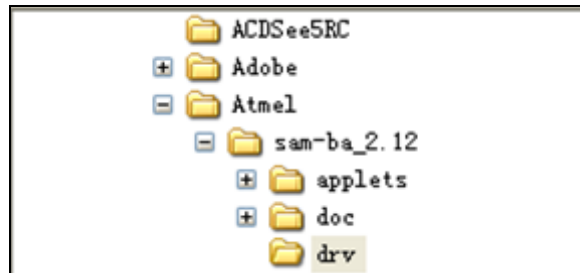 ACDSee5RC
Adobe
Atmel
sam-ba_2.12
applets
doc
drv